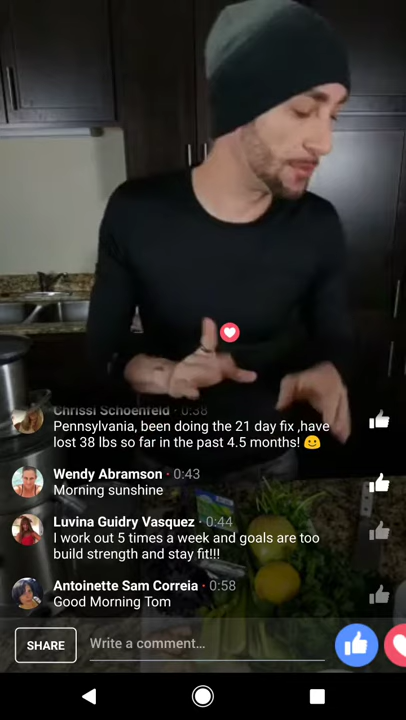 Chrissi Schoenfeld · 0:38
Pennsylvania, been doing the 21 day fix ,have
lost 38 lbs so far in the past 4.5 months! 🙂
Wendy Abramson · 0:43
Morning sunshine
Luvina Guidry Vasquez · 0:44
I work out 5 times a week and goals are too
build strength and stay fit!!!
Antoinette Sam Correia · 0:58
Good Morning Tom
SHARE
Write a comment...